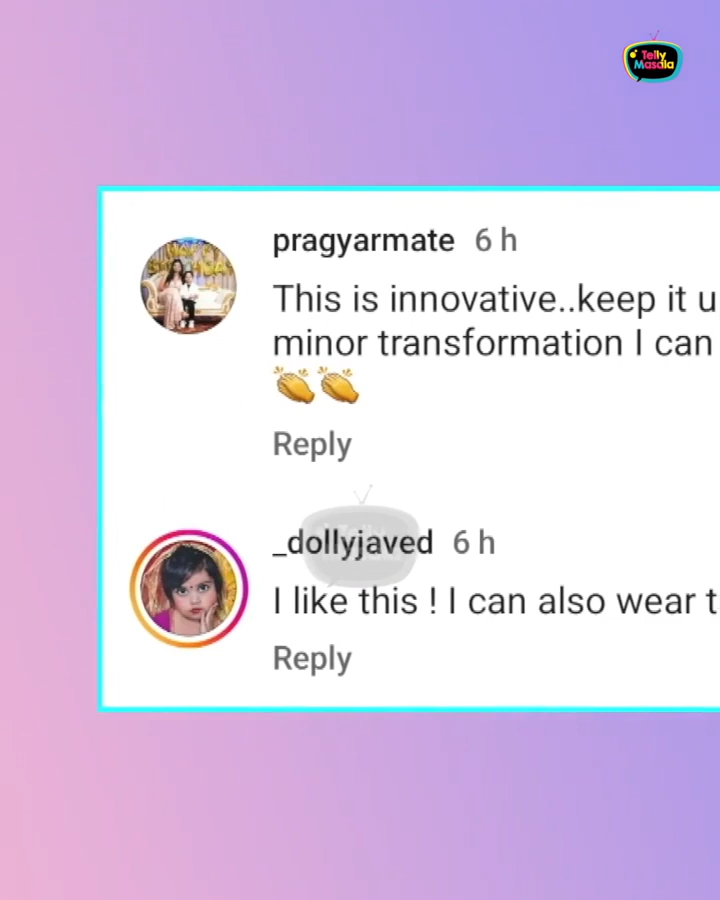 Telly
Masala
pragyarmate 6 h
This is innovative..keep it u
minor transformation I can
👏👏
Reply
_dollyjaved 6 h
I like this ! I can also wear t
Reply